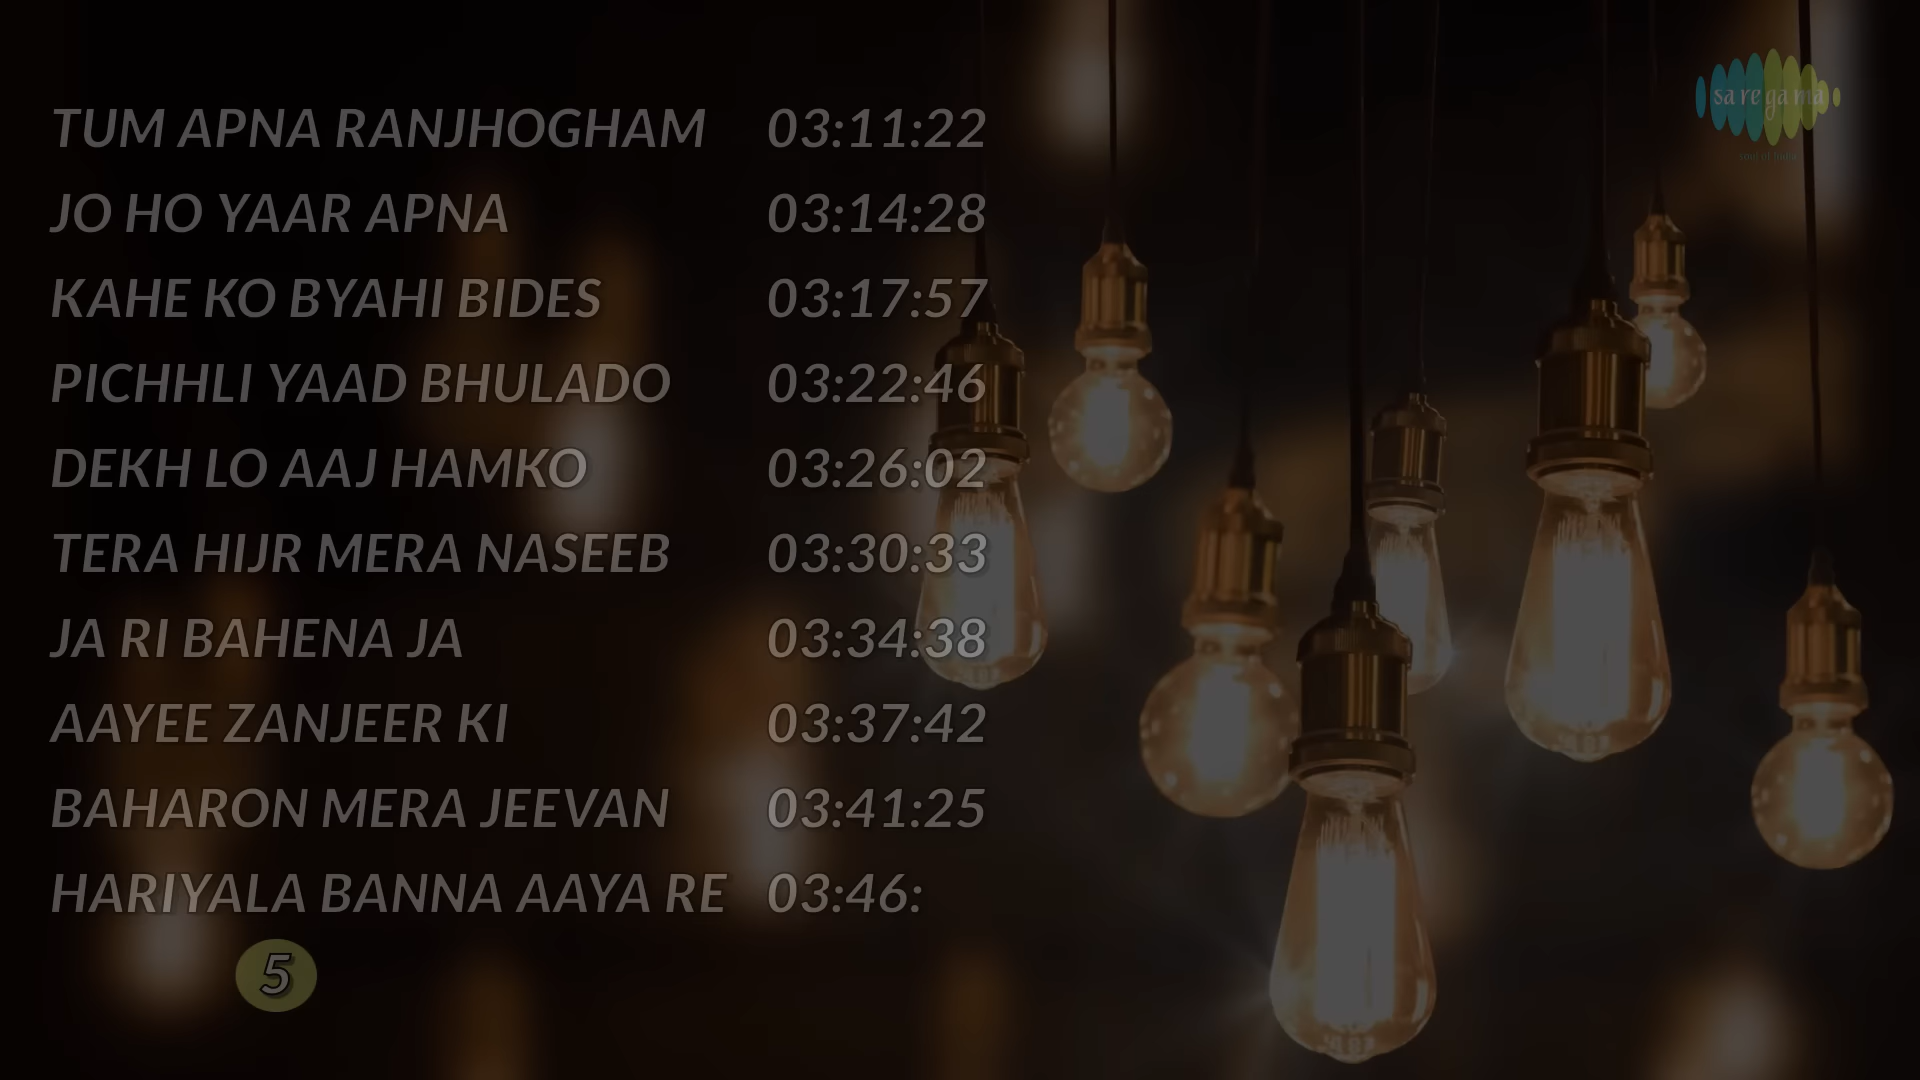 sa re ga ma
soul of India
TUM APNA RANJHOGHAM 03:11:22
JO HO YAAR APNA 03:14:28
KAHE KO BYAHI BIDES 03:17:57
PICHHLI YAAD BHULADO 03:22:46
DEKH LO AAJ HAMKO 03:26:02
TERA HIJR MERA NASEEB 03:30:33
JA RI BAHENA JA 03:34:38
AAYEE ZANJEER KI 03:37:42
BAHARON MERA JEEVAN 03:41:25
HARIYALA BANNA AAYA RE 03:46:
5